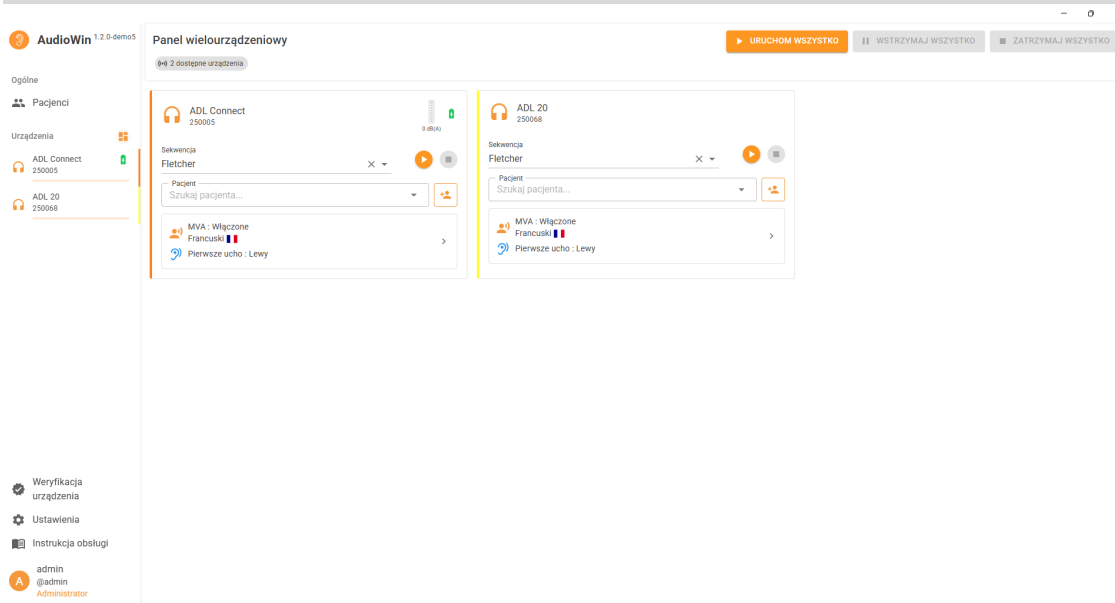 AudioWin 1.2.0-demo5
Ogólne
Pacjenci
Urządzenia
ADL Connect
250005
ADL 20
250068
Weryfikacja
urządzenia
Ustawienia
Instrukcja obsługi
A
admin
@admin
Administrator
Panel wielourządzeniowy
2 dostępne urządzenia
URUCHOM WSZYSTKO
WSTRZYMAJ WSZYSTKO
ZATRZYMAJ WSZYSTKO
ADL Connect
250005
0 dB(A)
Sekwencja
Fletcher
Pacjent
Szukaj pacjenta...
MVA : Włączone
Francuski
Pierwsze ucho : Lewy
ADL 20
250068
Sekwencja
Fletcher
Pacjent
Szukaj pacjenta...
MVA : Włączone
Francuski
Pierwsze ucho : Lewy